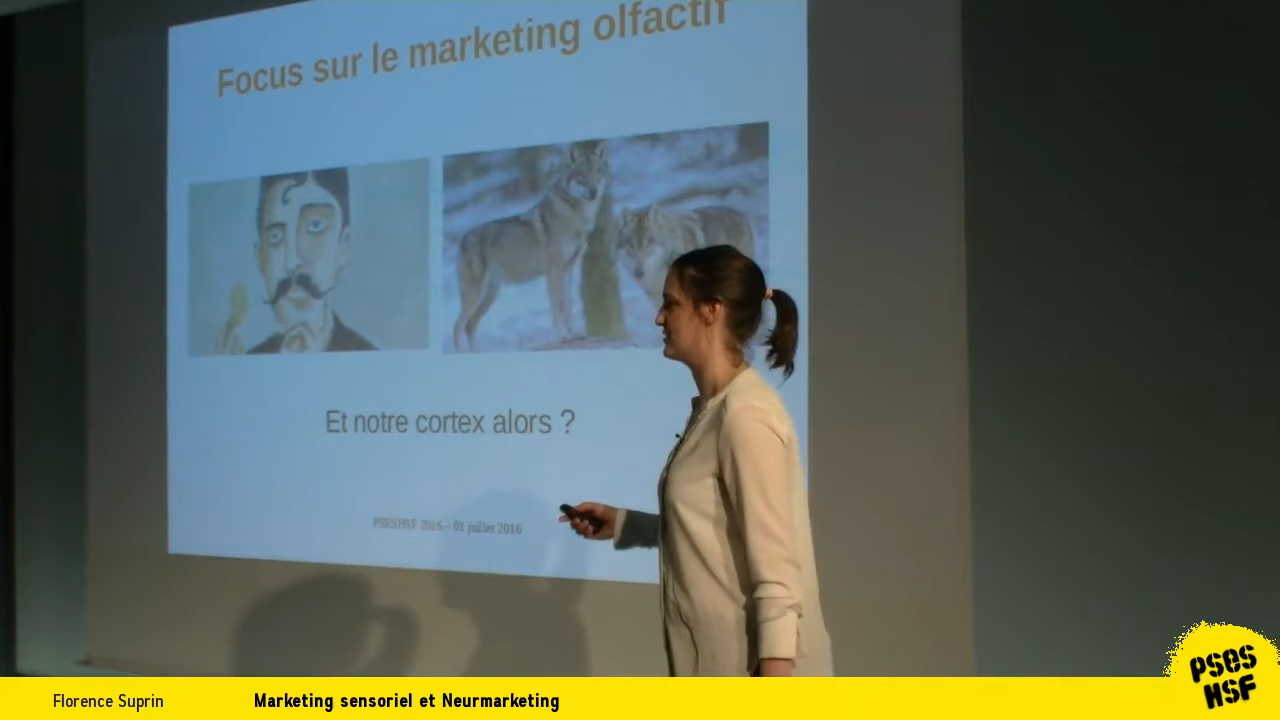 Focus sur le marketing olfactif
Et notre cortex alors ?
PSESHSF 2016 – 01 juillet 2016
Florence Suprin
Marketing sensoriel et Neurmarketing
PSES
HSF